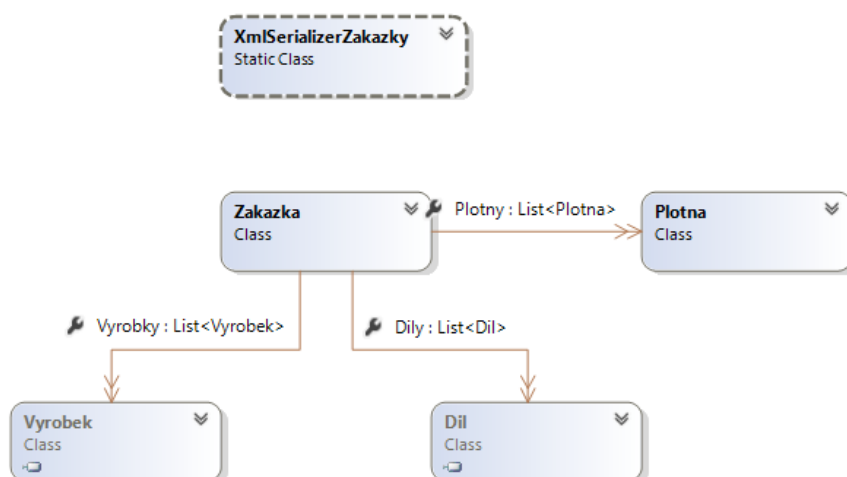 XmlSerializerZakazky
Static Class
Zakazka
Class
Plotny : List<Plotna>
Plotna
Class
Vyrobky : List<Vyrobek>
Dily : List<Dil>
Vyrobek
Class
Dil
Class